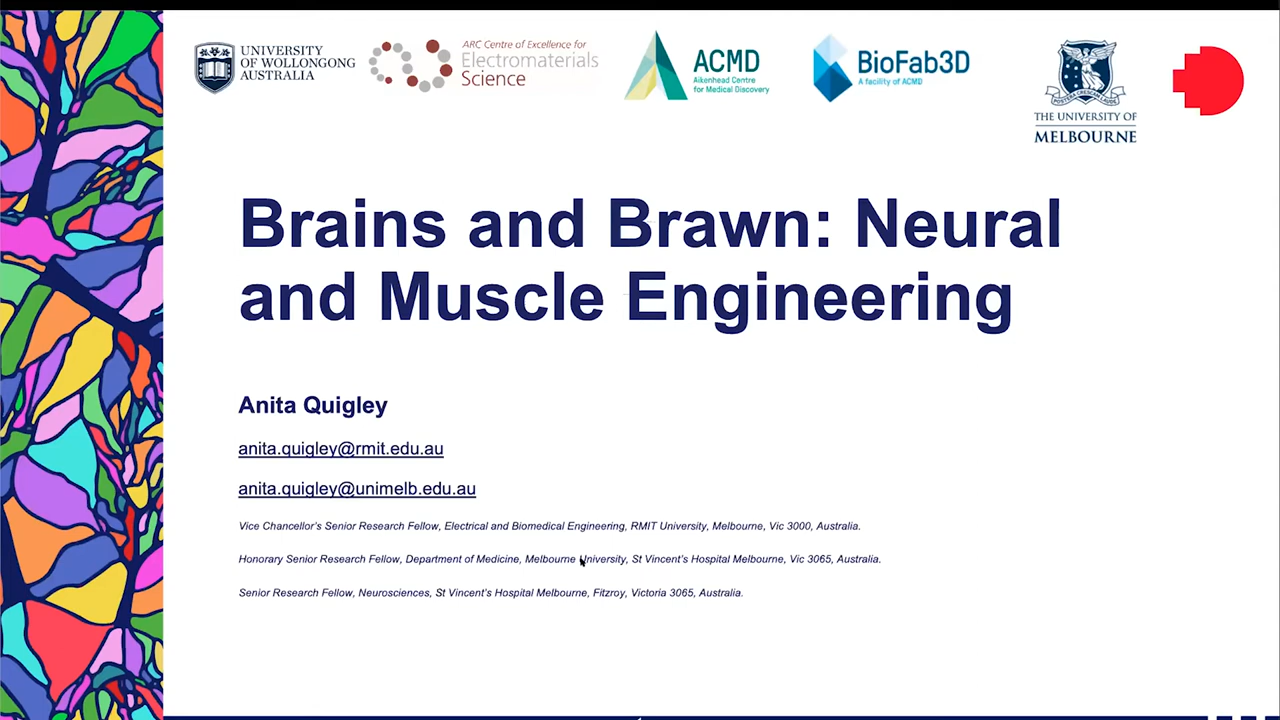 UNIVERSITY
OF WOLLONGONG
AUSTRALIA
ARC Centre of Excellence for
Electromaterials
Science
ACMD
Aikenhead Centre
for Medical Discovery
BioFab3D
A facility of ACMD
POSTERA CRESCAM LAUDE
THE UNIVERSITY OF
MELBOURNE
Brains and Brawn: Neural
and Muscle Engineering
Anita Quigley
anita.quigley@rmit.edu.au
anita.quigley@unimelb.edu.au
Vice Chancellor's Senior Research Fellow, Electrical and Biomedical Engineering, RMIT University, Melbourne, Vic 3000, Australia.
Honorary Senior Research Fellow, Department of Medicine, Melbourne University, St Vincent's Hospital Melbourne, Vic 3065, Australia.
Senior Research Fellow, Neurosciences, St Vincent's Hospital Melbourne, Fitzroy, Victoria 3065, Australia.